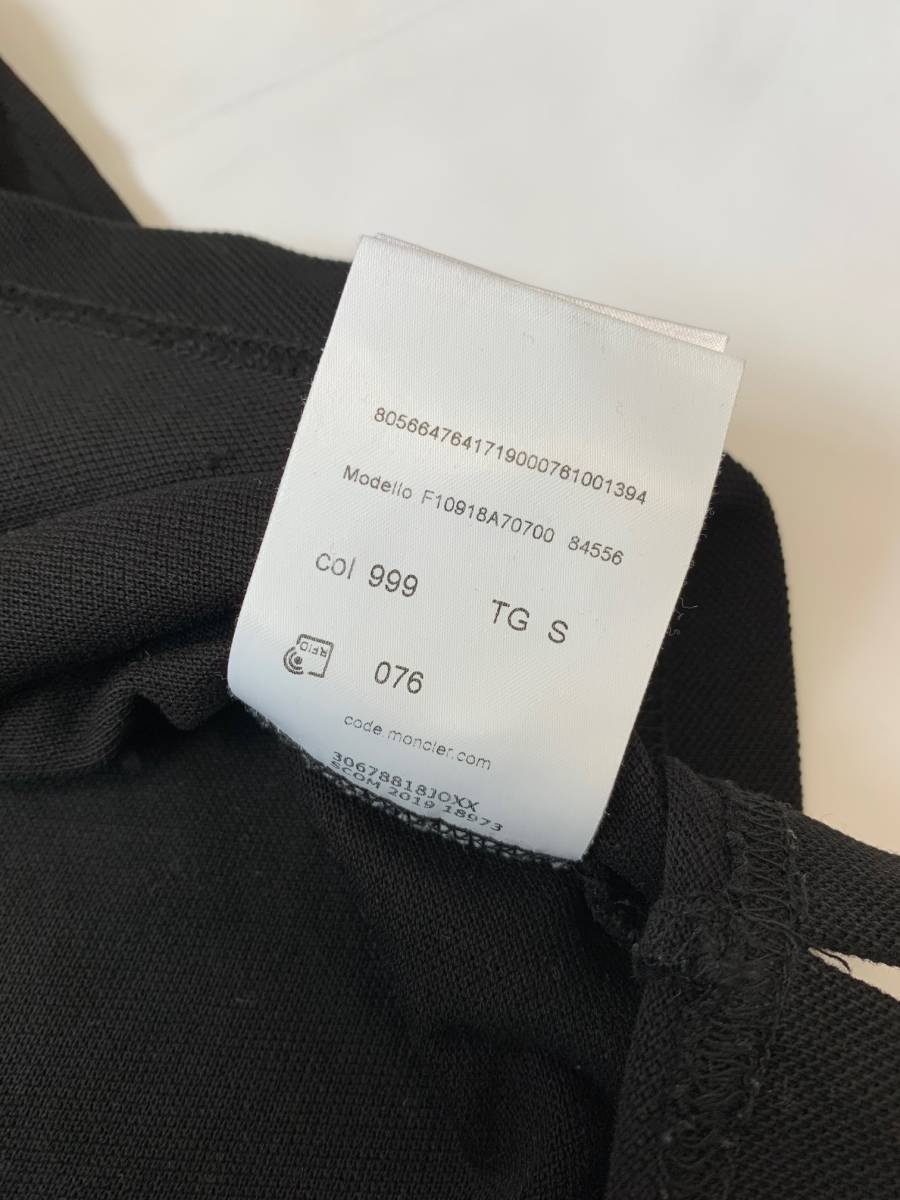 8056647641719000761001394
Modello F10918A70700 84556
col 999
TG S
RFID
076
code.moncler.com
30678818JOXX
SCOM 2019 18973